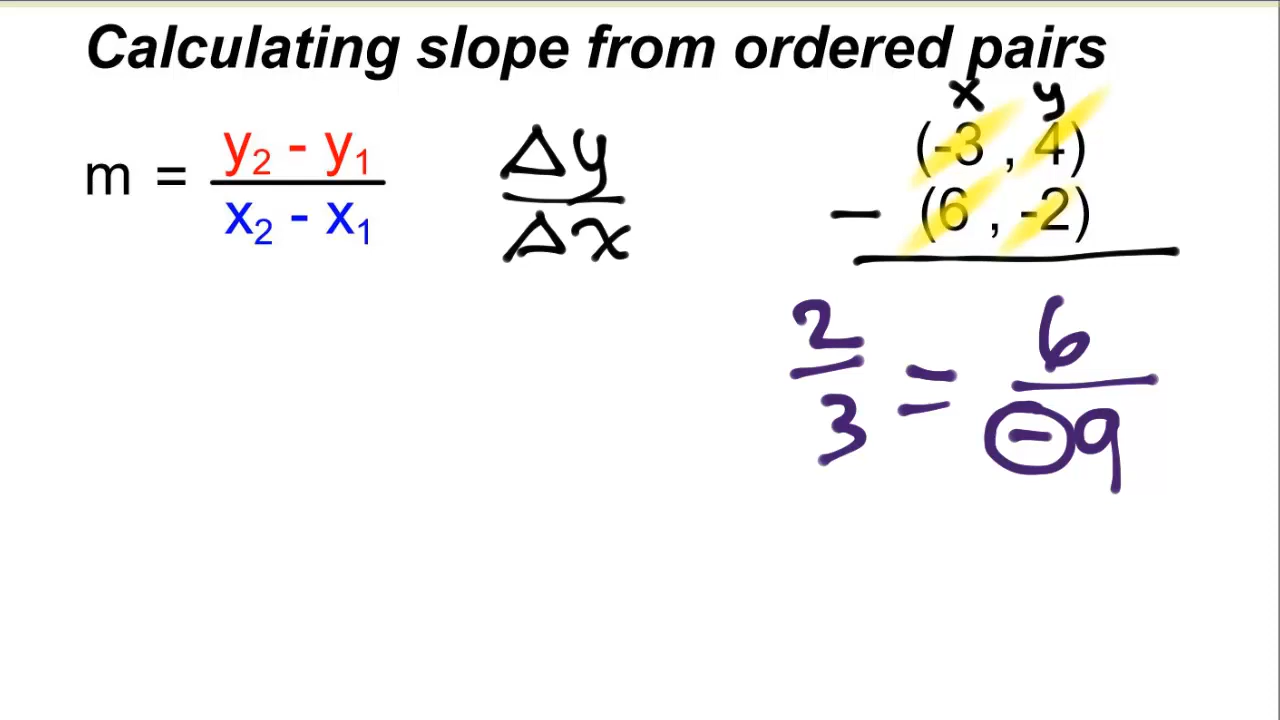 Calculating slope from ordered pairs
x y
m = y₂ - y₁ / x₂ - x₁
Δy / Δx
(-3 , 4)
− (6 , -2)
2/3 = 6/-9